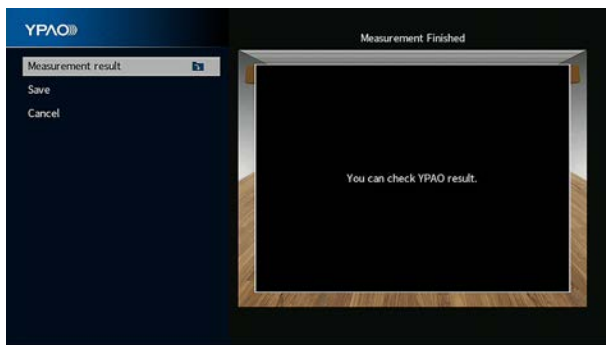 YPAO
Measurement Finished
Measurement result
Save
Cancel
You can check YPAO result.